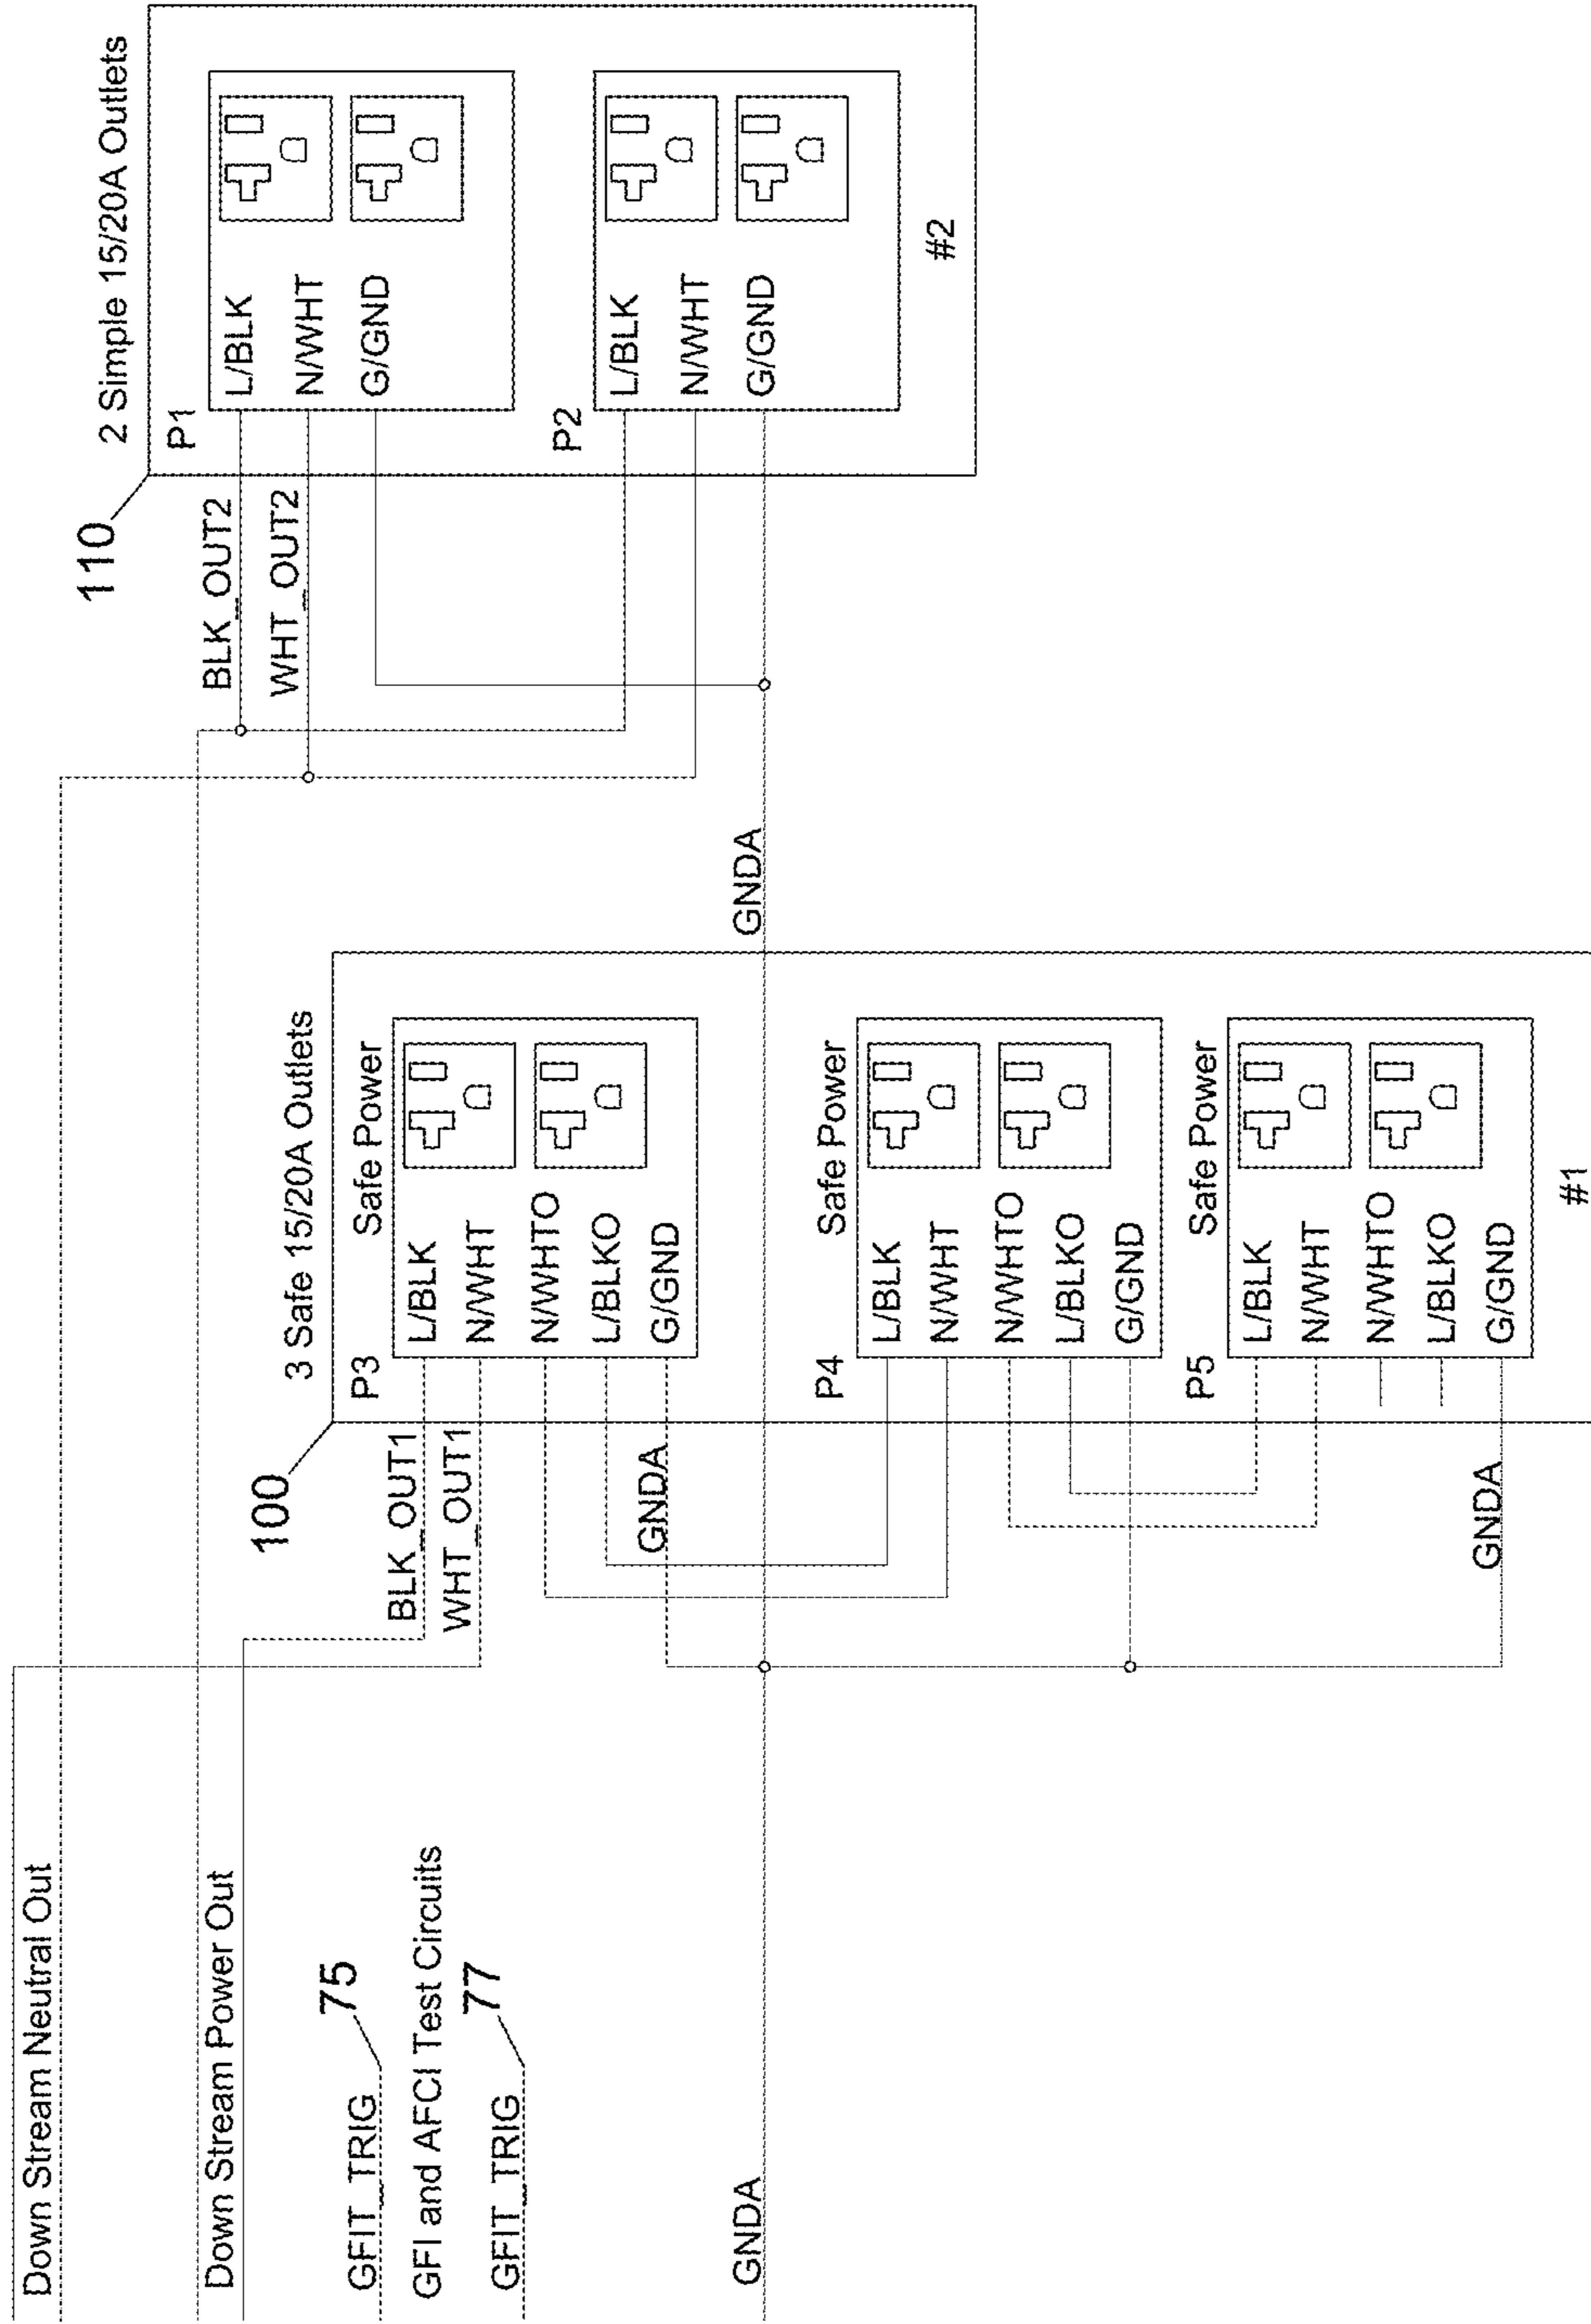 Down Stream Neutral Out
Down Stream Power Out
GFIT_TRIG
75
GFI and AFCI Test Circuits
GFIT_TRIG
77
GNDA
100
3 Safe 15/20A Outlets
BLK_OUT1
WHT_OUT1
GNDA
P3
Safe Power
L/BLK
N/WHT
N/WHTO
L/BLKO
G/GND
P4
Safe Power
L/BLK
N/WHT
N/WHTO
L/BLKO
G/GND
P5
Safe Power
L/BLK
N/WHT
N/WHTO
L/BLKO
G/GND
GNDA
#1
GNDA
110
2 Simple 15/20A Outlets
BLK_OUT2
WHT_OUT2
P1
L/BLK
N/WHT
G/GND
P2
L/BLK
N/WHT
G/GND
#2